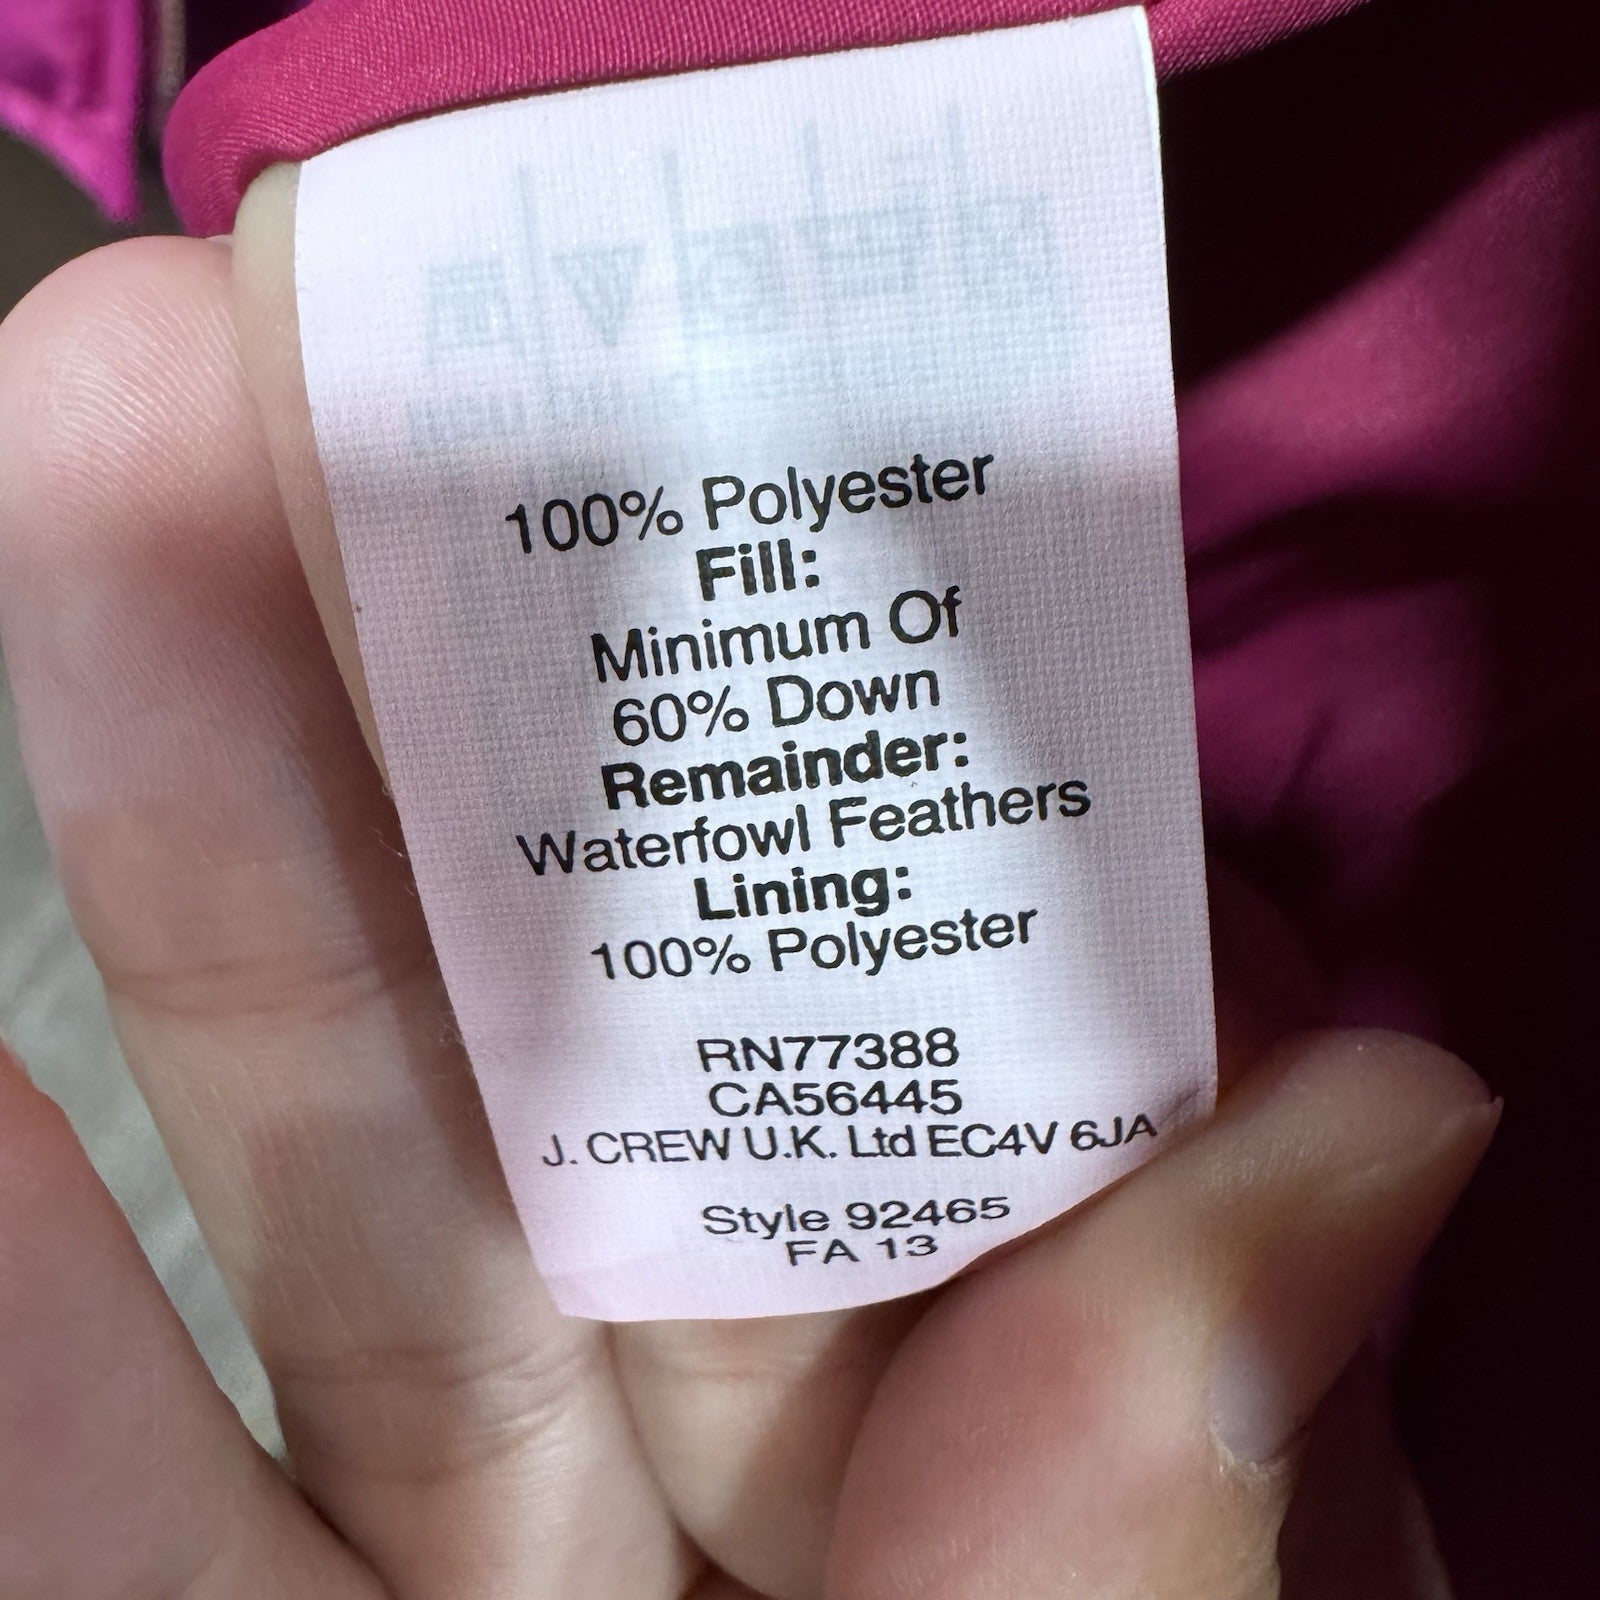 100% Polyester
Fill:
Minimum Of
60% Down
Remainder:
Waterfowl Feathers
Lining:
100% Polyester
RN77388
CA56445
J. CREW U.K. Ltd EC4V 6JA
Style 92465
FA 13